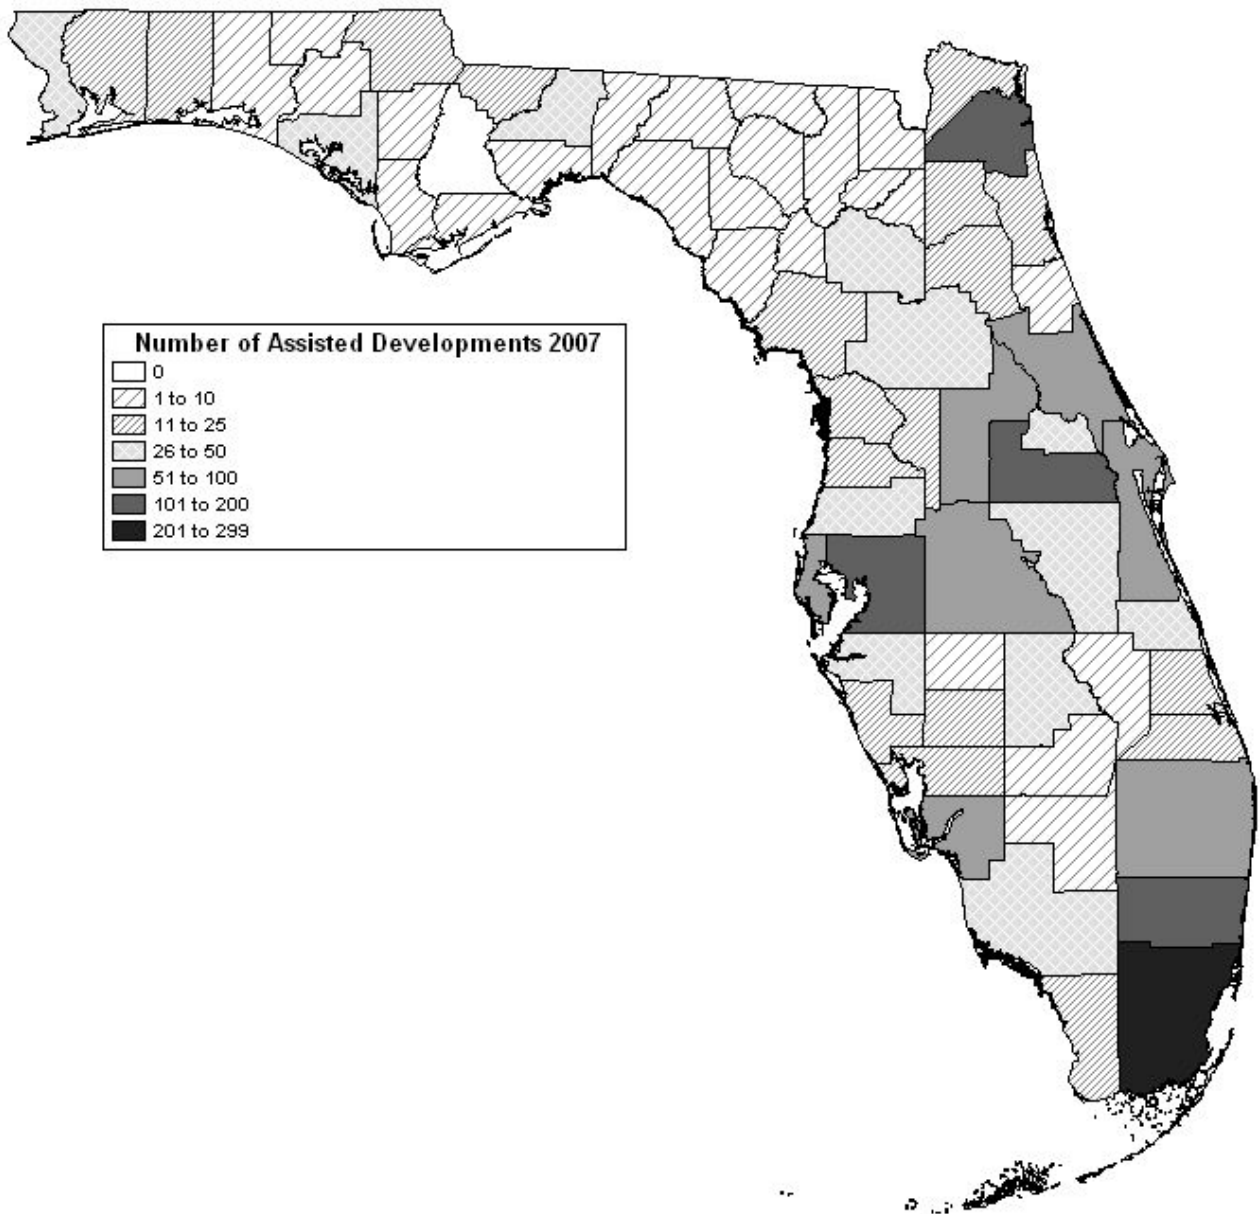 Number of Assisted Developments 2007
0
1 to 10
11 to 25
26 to 50
51 to 100
101 to 200
201 to 299